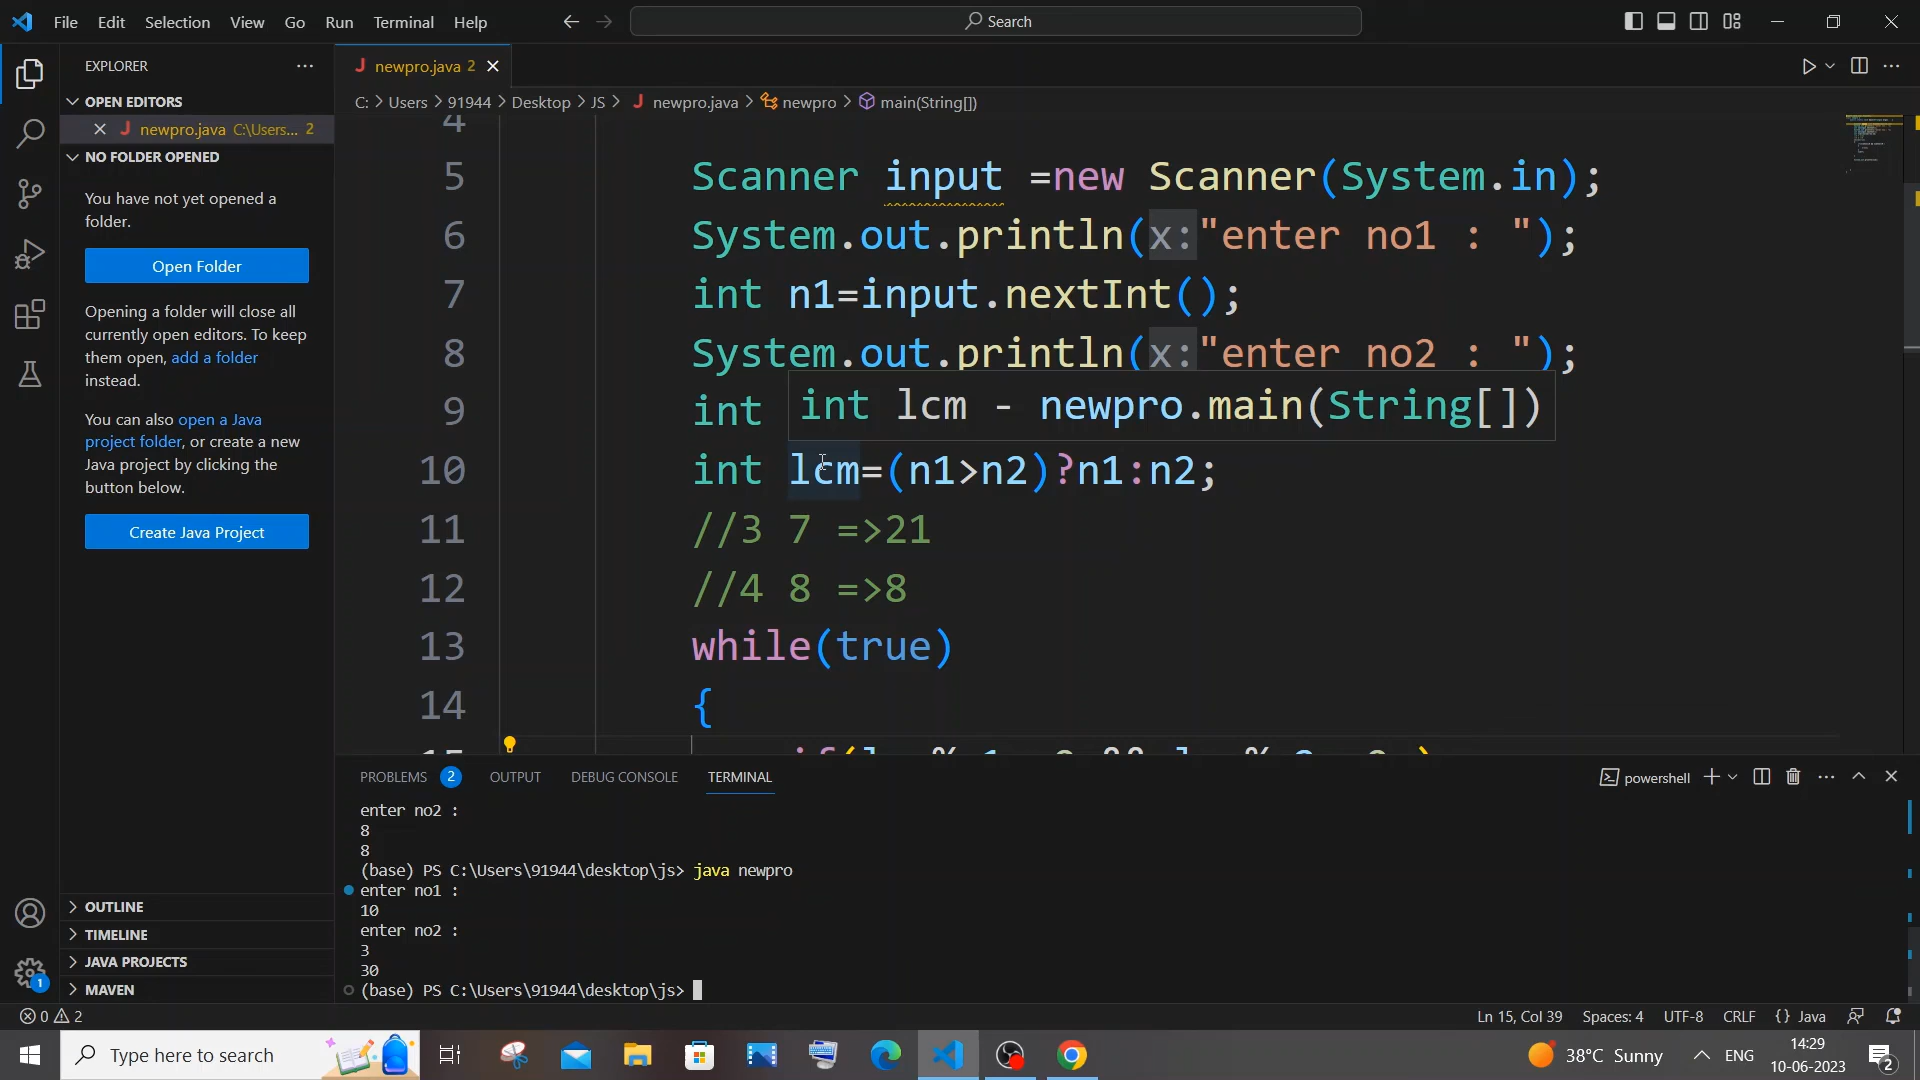 File Edit Selection View Go Run Terminal Help
Search
EXPLORER
OPEN EDITORS
newpro.java C:\Users... 2
NO FOLDER OPENED
You have not yet opened a
folder.
Open Folder
Opening a folder will close all
currently open editors. To keep
them open, add a folder
instead.
You can also open a Java
project folder, or create a new
Java project by clicking the
button below.
Create Java Project
OUTLINE
TIMELINE
JAVA PROJECTS
MAVEN
newpro.java 2
C: > Users > 91944 > Desktop > JS > newpro.java > newpro > main(String[])
4
5 Scanner input =new Scanner(System.in);
6 System.out.println(x:"enter no1 : ");
7 int n1=input.nextInt();
8 System.out.println(x:"enter no2 : ");
9 int
int lcm - newpro.main(String[])
10 int lcm=(n1>n2)?n1:n2;
11 //3 7 =>21
12 //4 8 =>8
13 while(true)
14 {
PROBLEMS 2 OUTPUT DEBUG CONSOLE TERMINAL
powershell
enter no2 :
8
8
(base) PS C:\Users\91944\desktop\js> java newpro
enter no1 :
10
enter no2 :
3
30
(base) PS C:\Users\91944\desktop\js>
1
0 2
Ln 15, Col 39 Spaces: 4 UTF-8 CRLF {} Java
Type here to search
38°C Sunny
ENG
14:29
10-06-2023
2